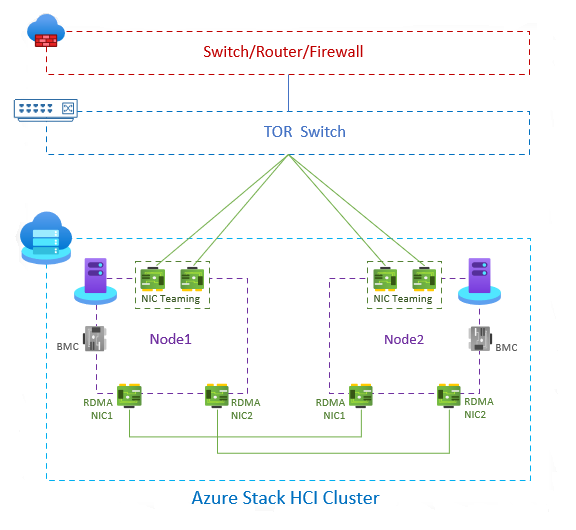 Switch/Router/Firewall
TOR Switch
NIC Teaming
NIC Teaming
Node1
Node2
BMC
BMC
RDMA
NIC1
RDMA
NIC2
RDMA
NIC1
RDMA
NIC2
Azure Stack HCI Cluster